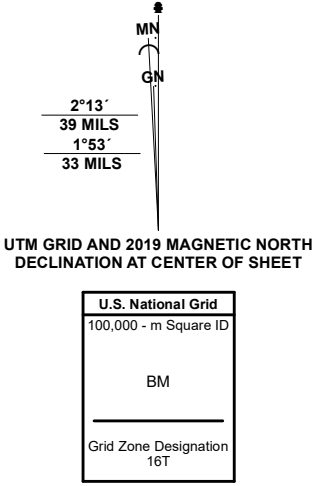 MN
GN
2°13´
39 MILS
1°53´
33 MILS
UTM GRID AND 2019 MAGNETIC NORTH
DECLINATION AT CENTER OF SHEET
U.S. National Grid
100,000 - m Square ID
BM
Grid Zone Designation
16T